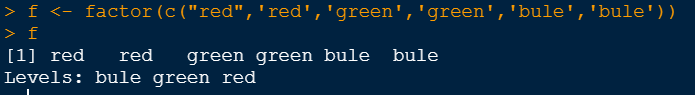 > f <- factor(c("red",'red','green','green','bule','bule'))
> f
[1] red   red   green green bule  bule
Levels: bule green red